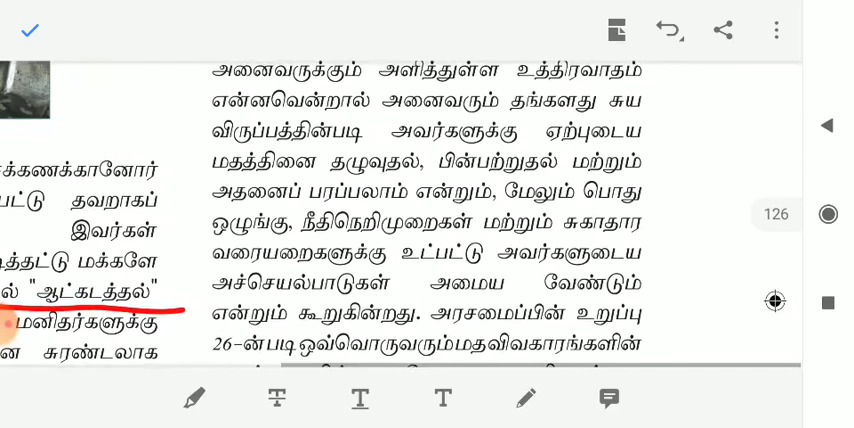 126
க்கணக்கானோர்
பட்டு தவறாகப்
இவர்கள்
டித்தட்டு மக்களே
ல் "ஆட்கடத்தல்"
மனிதர்களுக்கு
ன சுரண்டலாக
அனைவருக்கும் அளித்துள்ள உத்திரவாதம்
என்னவென்றால் அனைவரும் தங்களது சுய
விருப்பத்தின்படி அவர்களுக்கு ஏற்புடைய
மதத்தினை தழுவுதல், பின்பற்றுதல் மற்றும்
அதனைப் பரப்பலாம் என்றும், மேலும் பொது
ஒழுங்கு, நீதிநெறிமுறைகள் மற்றும் சுகாதார
வரையறைகளுக்கு உட்பட்டு அவர்களுடைய
அச்செயல்பாடுகள் அமைய வேண்டும்
என்றும் கூறுகின்றது. அரசமைப்பின் உறுப்பு
26-ன்படி ஒவ்வொருவரும் மதவிவகாரங்களின்